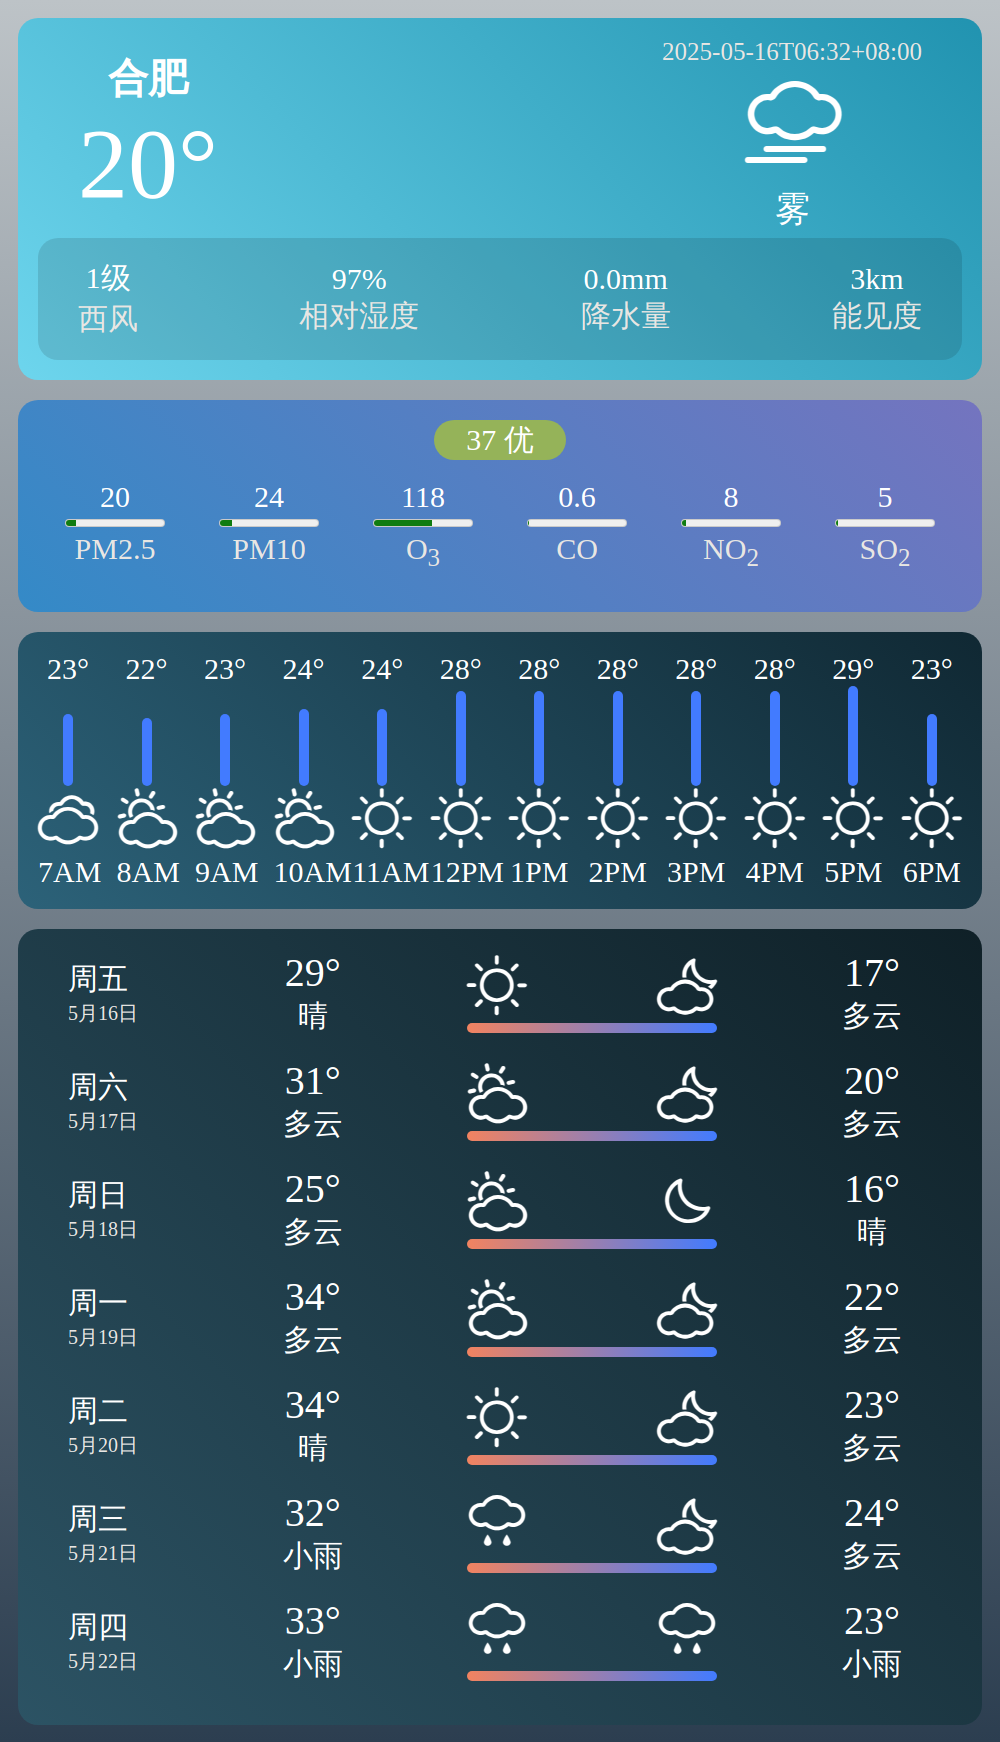 合肥
2025-05-16T06:32+08:00
20°
雾
1级 97% 0.0mm 3km
西风 相对湿度 降水量 能见度
37 优
20 24 118 0.6 8 5
PM2.5 PM10 O3 CO NO2 SO2
23° 22° 23° 24° 24° 28° 28° 28° 28° 28° 29° 23°
7AM 8AM 9AM 10AM 11AM 12PM 1PM 2PM 3PM 4PM 5PM 6PM
周五 29° 17°
5月16日 晴 多云
周六 31° 20°
5月17日 多云 多云
周日 25° 16°
5月18日 多云 晴
周一 34° 22°
5月19日 多云 多云
周二 34° 23°
5月20日 晴 多云
周三 32° 24°
5月21日 小雨 多云
周四 33° 23°
5月22日 小雨 小雨